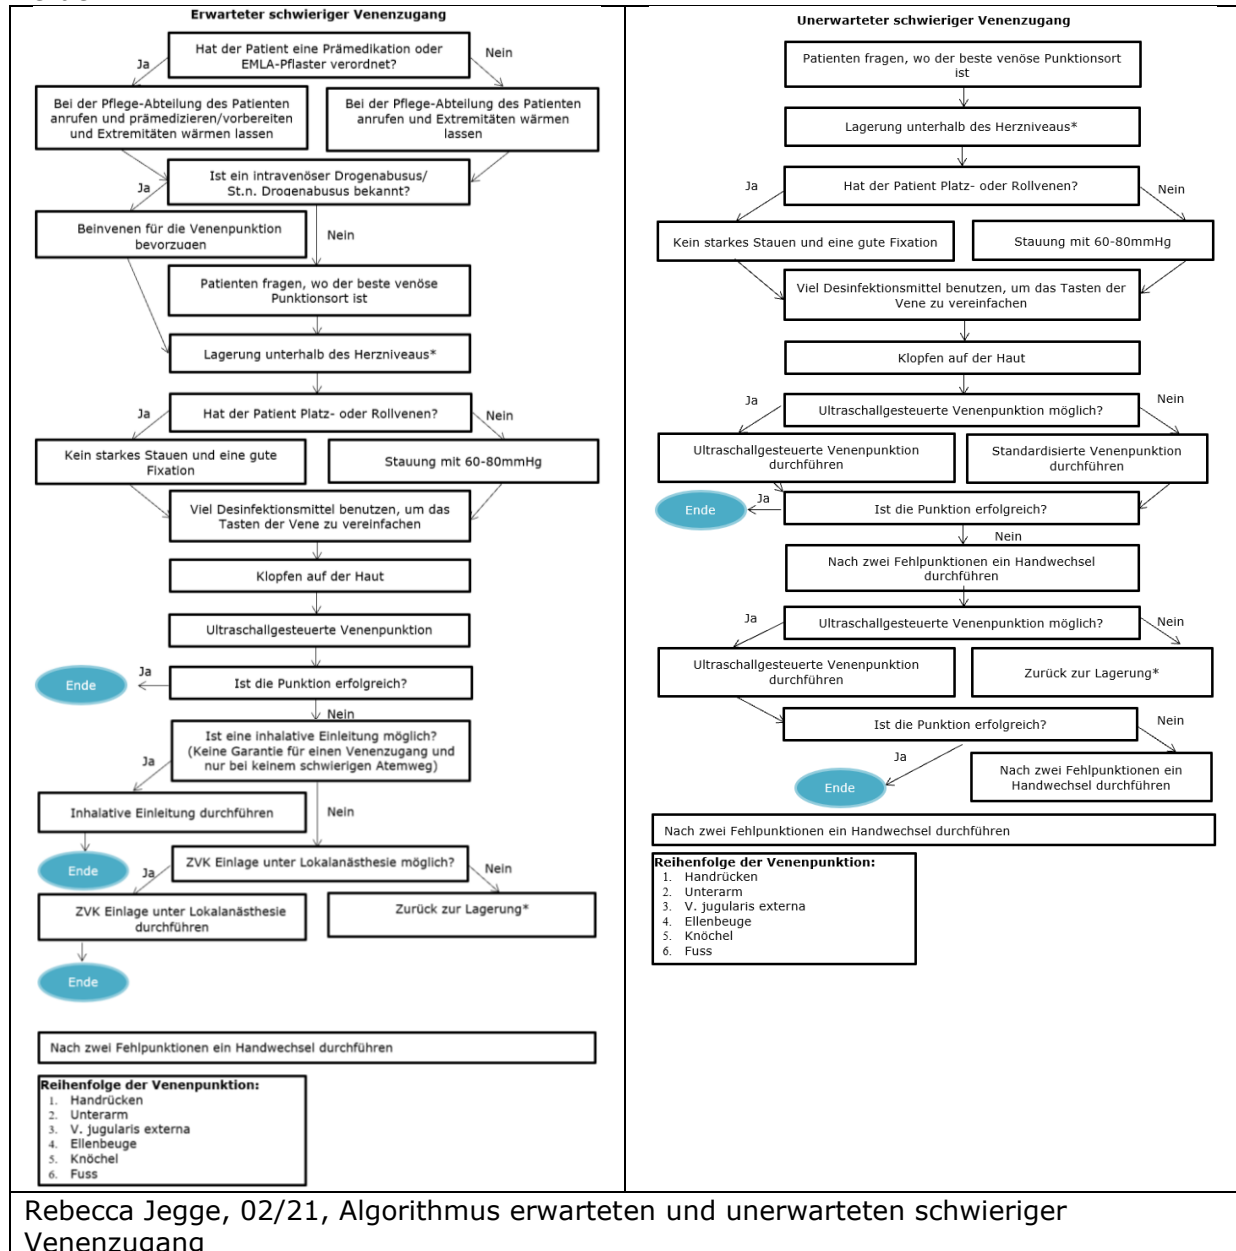 Erwarteter schwieriger Venenzugang
Hat der Patient eine Prämedikation oder
EMLA-Pflaster verordnet?
Ja
Nein
Bei der Pflege-Abteilung des Patienten
anrufen und prämedizieren/vorbereiten
und Extremitäten wärmen lassen
Bei der Pflege-Abteilung des Patienten
anrufen und Extremitäten wärmen
lassen
Ist ein intravenöser Drogenabusus/
St.n. Drogenabusus bekannt?
Ja
Beinvenen für die Venenpunktion
bevorzugen
Nein
Patienten fragen, wo der beste venöse
Punktionsort ist
Lagerung unterhalb des Herzniveaus*
Hat der Patient Platz- oder Rollvenen?
Ja
Nein
Kein starkes Stauen und eine gute
Fixation
Stauung mit 60-80mmHg
Viel Desinfektionsmittel benutzen, um das
Tasten der Vene zu vereinfachen
Klopfen auf der Haut
Ultraschallgesteuerte Venenpunktion
Ist die Punktion erfolgreich?
Ja
Ende
Nein
Ist eine inhalative Einleitung möglich?
(Keine Garantie für einen Venenzugang und
nur bei keinem schwierigen Atemweg)
Ja
Inhalative Einleitung durchführen
Nein
Ende
ZVK Einlage unter Lokalanästhesie möglich?
Ja
Nein
ZVK Einlage unter Lokalanästhesie
durchführen
Zurück zur Lagerung*
Ende
Nach zwei Fehlpunktionen ein Handwechsel durchführen
Reihenfolge der Venenpunktion:
1. Handrücken
2. Unterarm
3. V. jugularis externa
4. Ellenbeuge
5. Knöchel
6. Fuss
Unerwarteter schwieriger Venenzugang
Patienten fragen, wo der beste venöse Punktionsort
ist
Lagerung unterhalb des Herzniveaus*
Hat der Patient Platz- oder Rollvenen?
Ja
Nein
Kein starkes Stauen und eine gute Fixation
Stauung mit 60-80mmHg
Viel Desinfektionsmittel benutzen, um das Tasten der
Vene zu vereinfachen
Klopfen auf der Haut
Ultraschallgesteuerte Venenpunktion möglich?
Ja
Nein
Ultraschallgesteuerte Venenpunktion
durchführen
Standardisierte Venenpunktion
durchführen
Ist die Punktion erfolgreich?
Ja
Ende
Nein
Nach zwei Fehlpunktionen ein Handwechsel
durchführen
Ultraschallgesteuerte Venenpunktion möglich?
Ja
Nein
Ultraschallgesteuerte Venenpunktion
durchführen
Zurück zur Lagerung*
Ist die Punktion erfolgreich?
Nein
Ja
Ende
Nach zwei Fehlpunktionen ein
Handwechsel durchführen
Nach zwei Fehlpunktionen ein Handwechsel durchführen
Reihenfolge der Venenpunktion:
1. Handrücken
2. Unterarm
3. V. jugularis externa
4. Ellenbeuge
5. Knöchel
6. Fuss
Rebecca Jegge, 02/21, Algorithmus erwarteten und unerwarteten schwieriger
Venenzugang